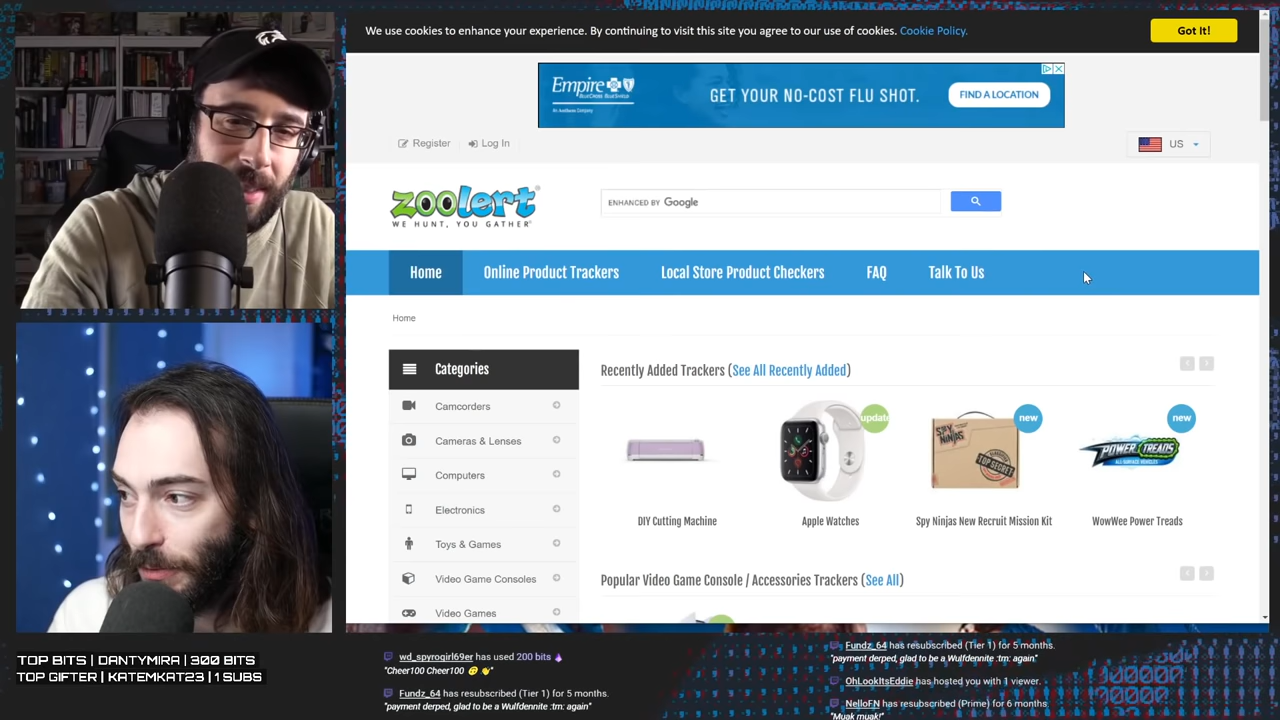 We use cookies to enhance your experience. By continuing to visit this site you agree to our use of cookies. Cookie Policy.
Got It!
Empire
GET YOUR NO-COST FLU SHOT.
FIND A LOCATION
Register
Log In
US
zoolert
WE HUNT, YOU GATHER
ENHANCED BY Google
Home
Online Product Trackers
Local Store Product Checkers
FAQ
Talk To Us
Home
Categories
Camcorders
Cameras & Lenses
Computers
Electronics
Toys & Games
Video Game Consoles
Video Games
Recently Added Trackers (See All Recently Added)
update
SPY NINJAS
TOP SECRET
new
POWER TREADS
new
DIY Cutting Machine
Apple Watches
Spy Ninjas New Recruit Mission Kit
WowWee Power Treads
Popular Video Game Console / Accessories Trackers (See All)
TOP BITS | DANTYMIRA | 300 BITS
TOP GIFTER | KATEMKAT23 | 1 SUBS
wd_spyrogirl69er has used 200 bits
"Cheer100 Cheer100 🙃 👋"
Fundz_64 has resubscribed (Tier 1) for 5 months.
"payment derped, glad to be a Wulfdennite :tm: again"
Fundz_64 has resubscribed (Tier 1) for 5 months.
"payment derped, glad to be a Wulfdennite :tm: again"
OhLookItsEddie has hosted you with 1 viewer.
NelloFN has resubscribed (Prime) for 6 months
"Muak muak!"